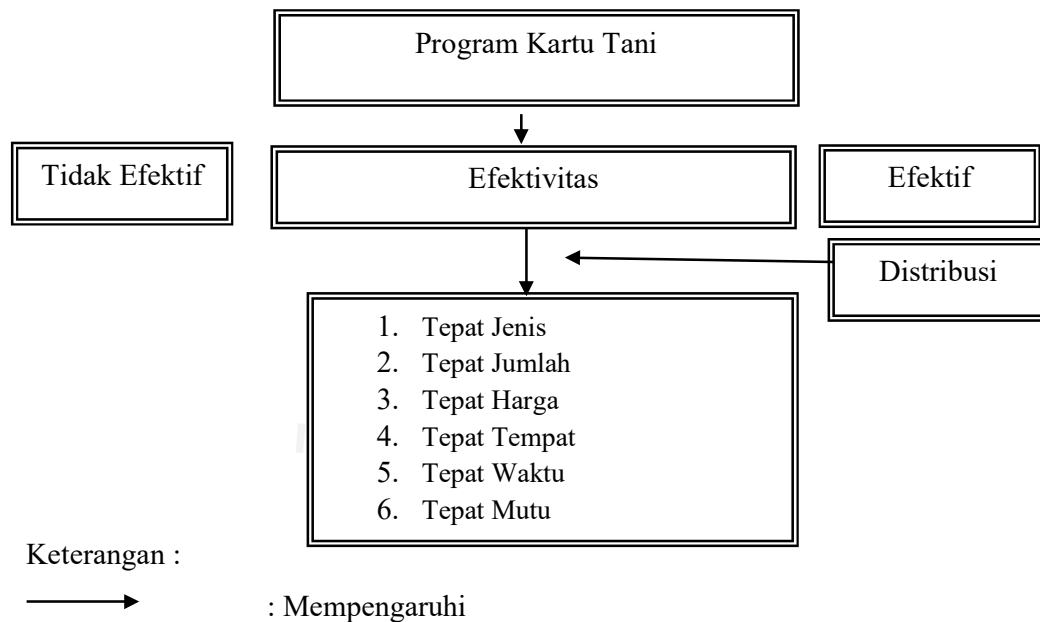 Program Kartu Tani
Tidak Efektif
Efektivitas
Efektif
Distribusi
1. Tepat Jenis
2. Tepat Jumlah
3. Tepat Harga
4. Tepat Tempat
5. Tepat Waktu
6. Tepat Mutu
Keterangan :
: Mempengaruhi